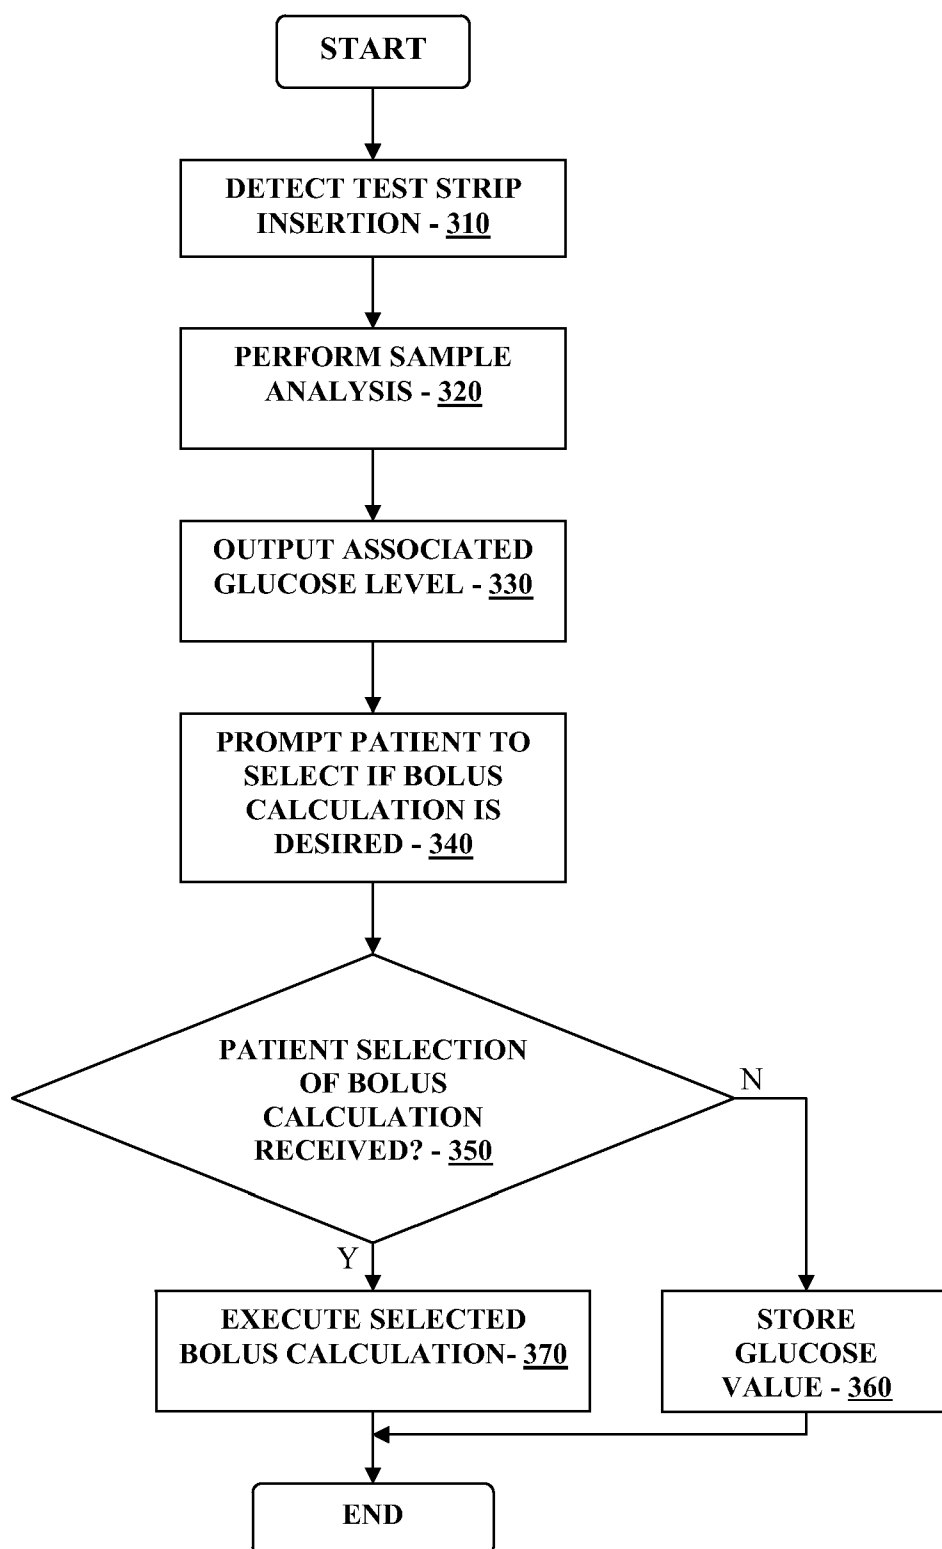 START
DETECT TEST STRIP
INSERTION - 310
PERFORM SAMPLE
ANALYSIS - 320
OUTPUT ASSOCIATED
GLUCOSE LEVEL - 330
PROMPT PATIENT TO
SELECT IF BOLUS
CALCULATION IS
DESIRED - 340
PATIENT SELECTION
OF BOLUS
CALCULATION
RECEIVED? - 350
N
Y
EXECUTE SELECTED
BOLUS CALCULATION- 370
STORE
GLUCOSE
VALUE - 360
END